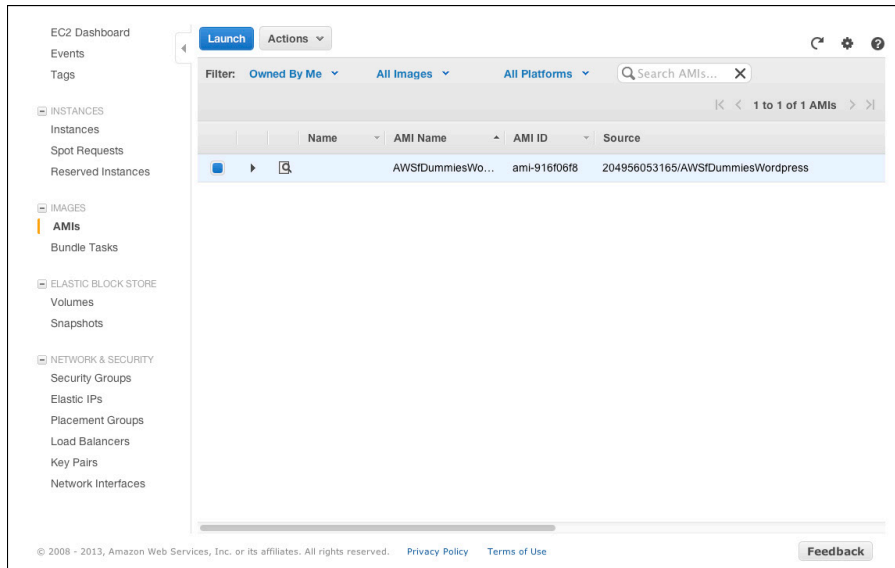 EC2 Dashboard
Events
Tags
INSTANCES
Instances
Spot Requests
Reserved Instances
IMAGES
AMIs
Bundle Tasks
ELASTIC BLOCK STORE
Volumes
Snapshots
NETWORK & SECURITY
Security Groups
Elastic IPs
Placement Groups
Load Balancers
Key Pairs
Network Interfaces
Launch Actions
Filter: Owned By Me All Images All Platforms Search AMIs...
1 to 1 of 1 AMIs
Name AMI Name AMI ID Source
AWSfDummiesWo... ami-916f06f8 204956053165/AWSfDummiesWordpress
© 2008 - 2013, Amazon Web Services, Inc. or its affiliates. All rights reserved. Privacy Policy Terms of Use Feedback